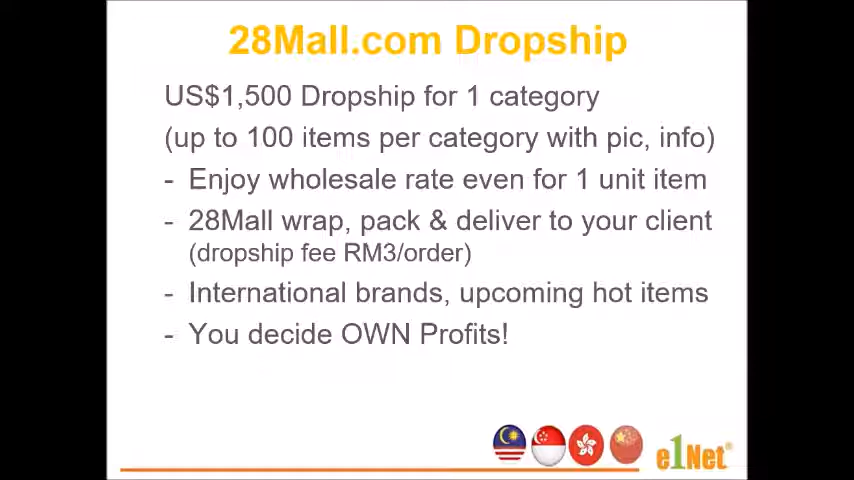 28Mall.com Dropship
US$1,500 Dropship for 1 category
(up to 100 items per category with pic, info)
- Enjoy wholesale rate even for 1 unit item
- 28Mall wrap, pack & deliver to your client
(dropship fee RM3/order)
- International brands, upcoming hot items
- You decide OWN Profits!
e1Net®